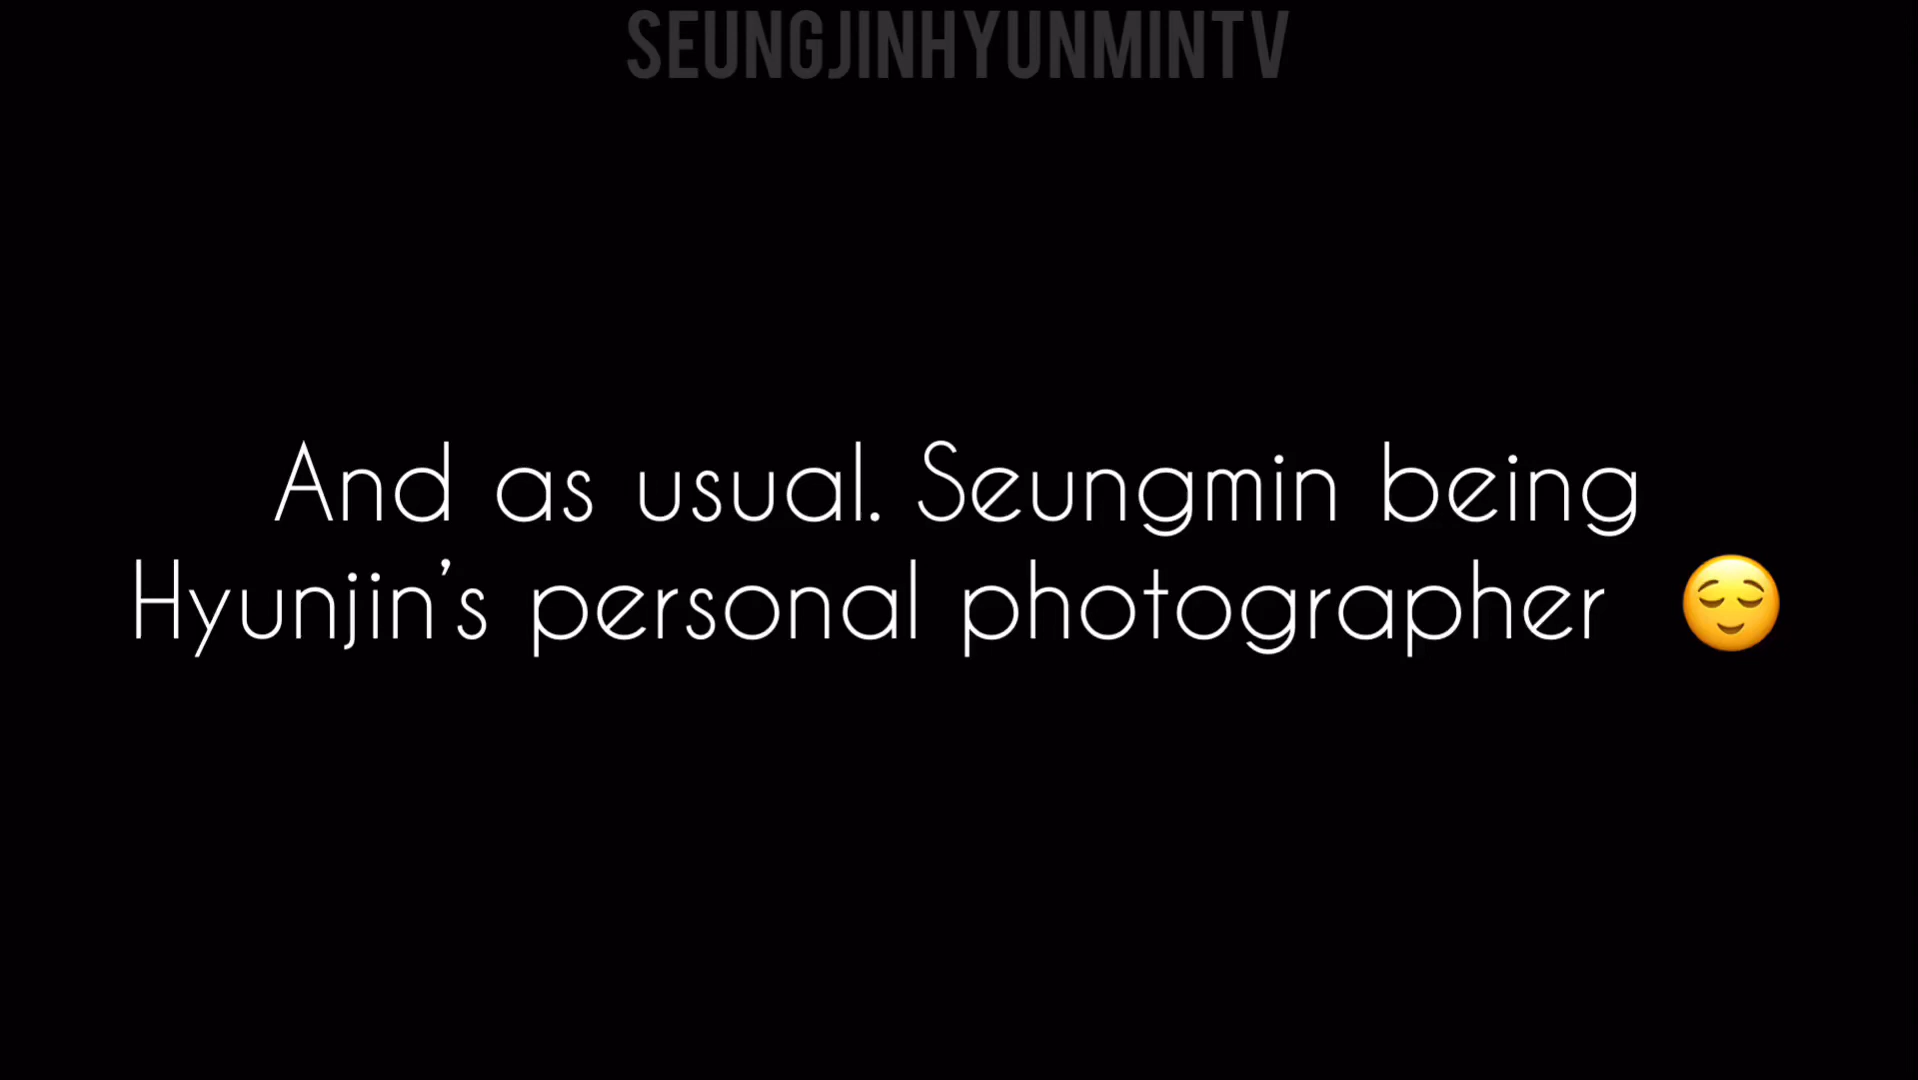 SEUNGJINHYUNMINTV
And as usual. Seungmin being
Hyunjin’s personal photographer 😌